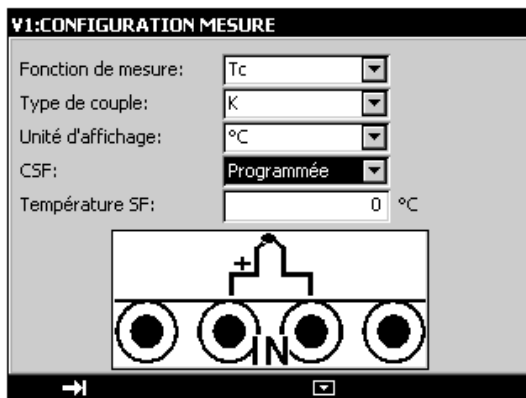 V1:CONFIGURATION MESURE
Fonction de mesure: Tc
Type de couple: K
Unité d'affichage: °C
CSF: Programmée
Température SF: 0 °C
+
IN